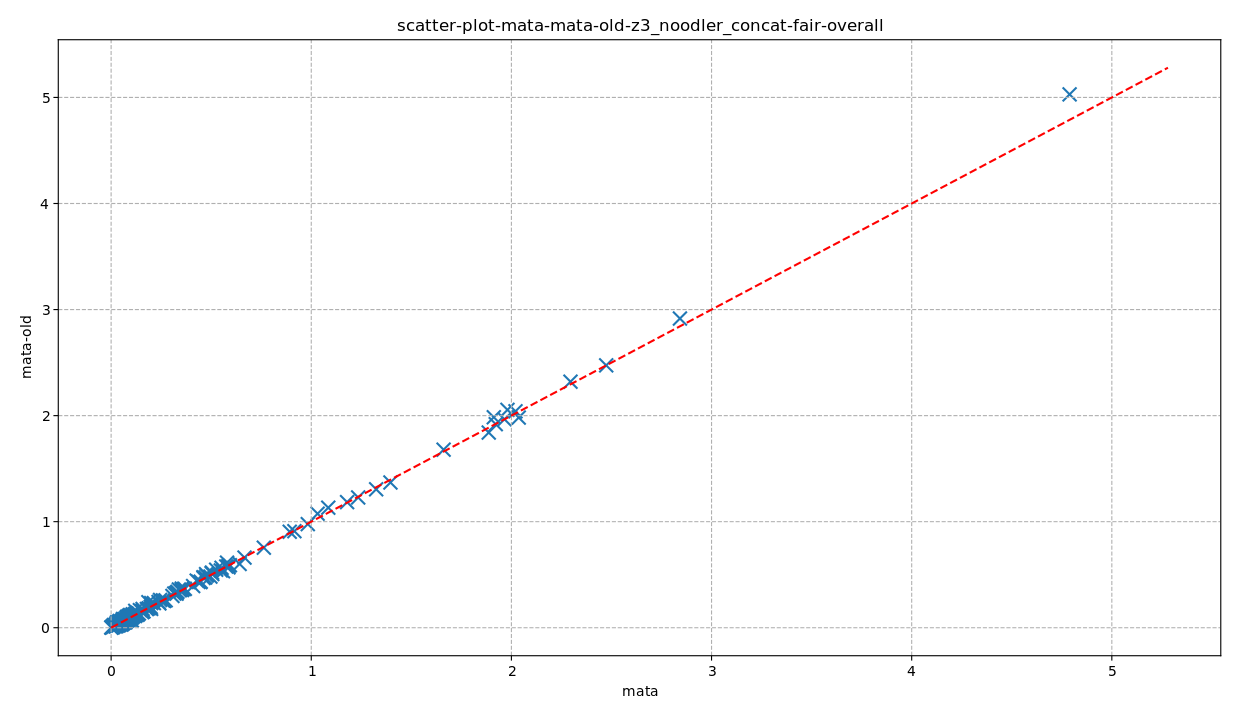 scatter-plot-mata-mata-old-z3_noodler_concat-fair-overall
mata-old
5
4
3
2
1
0
0 1 2 3 4 5
mata